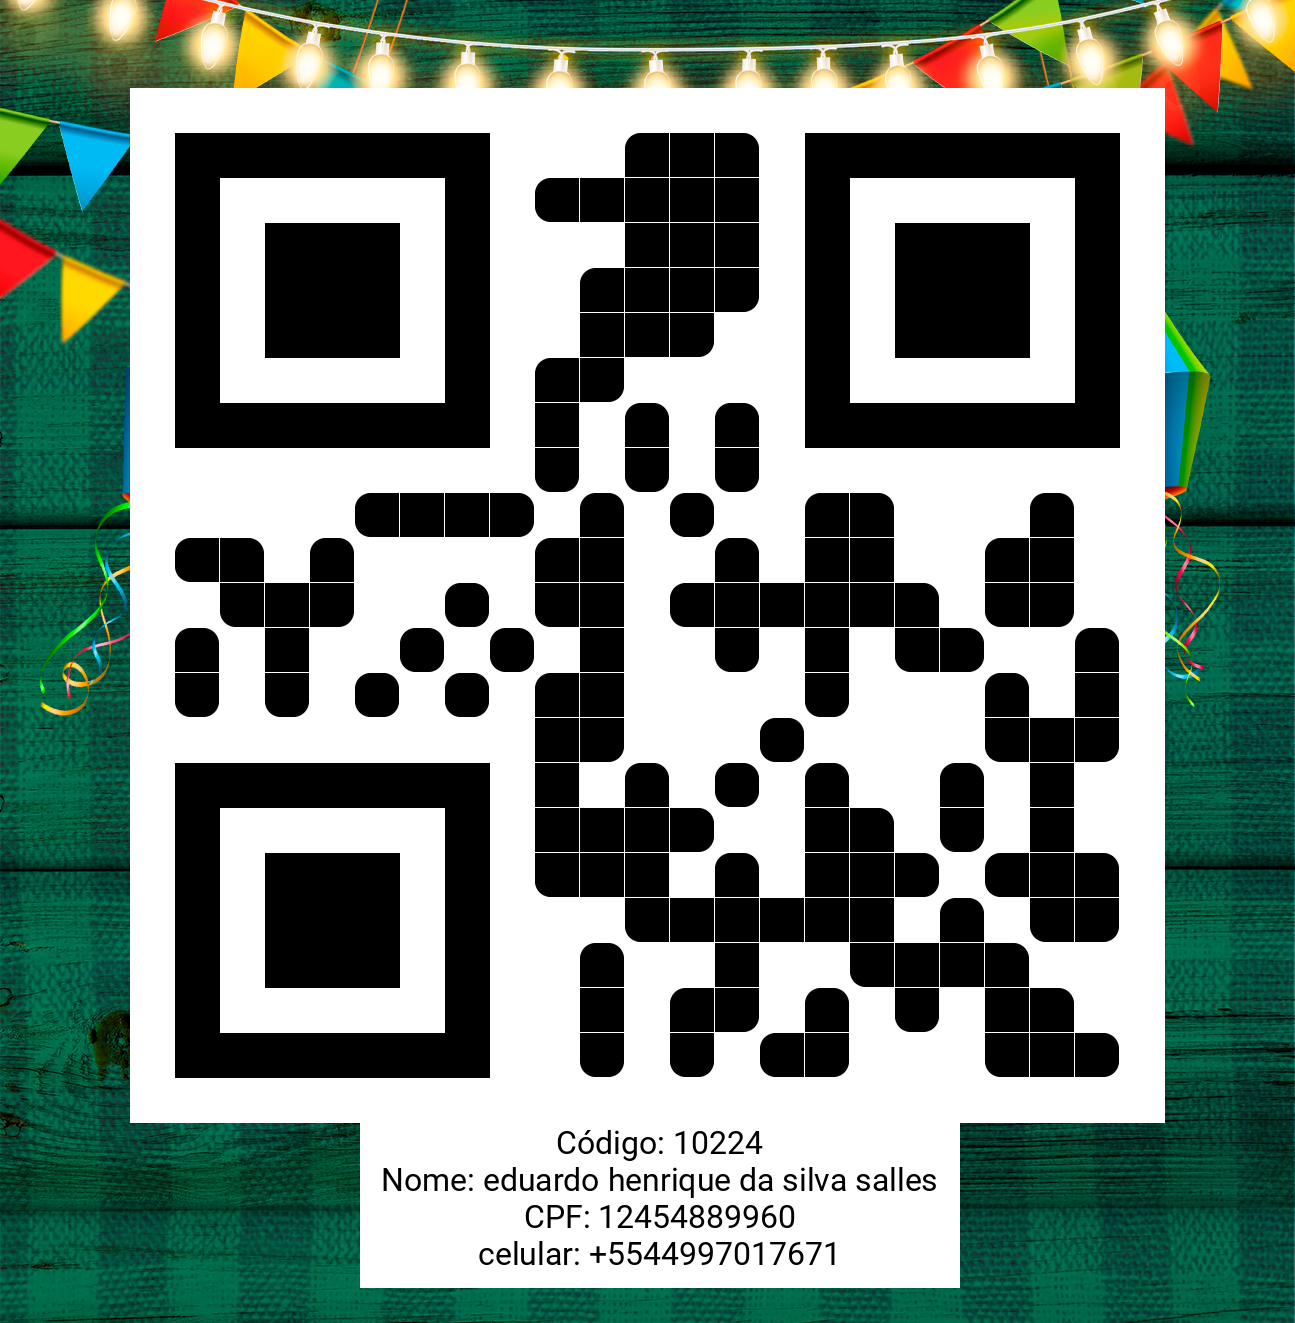 Código: 10224
Nome: eduardo henrique da silva salles
CPF: 12454889960
celular: +5544997017671